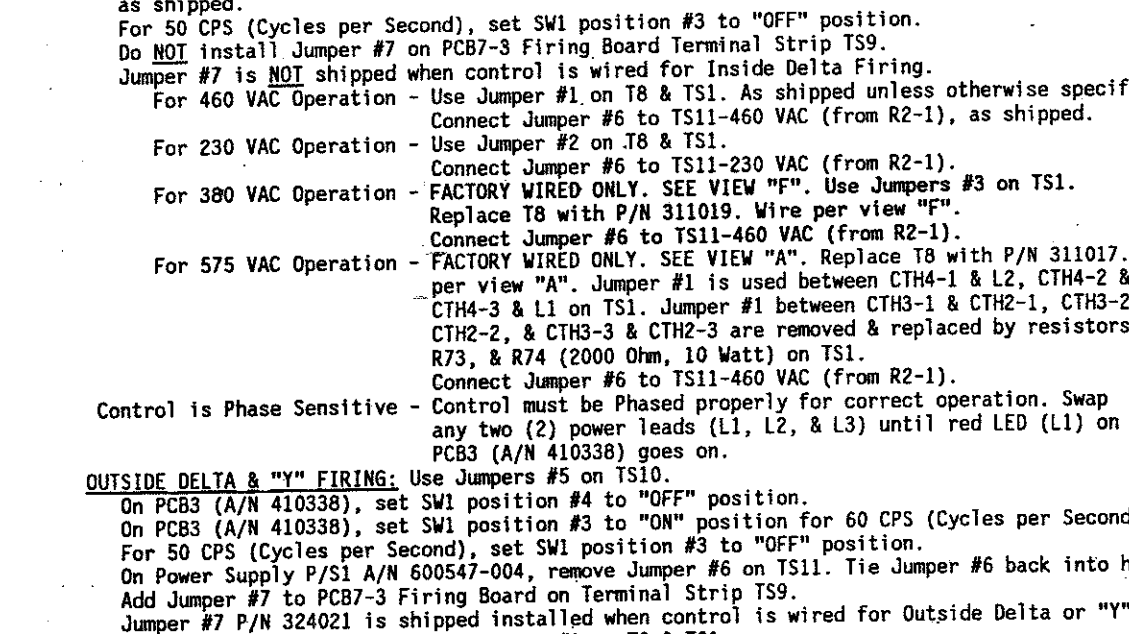 as shipped.
For 50 CPS (Cycles per Second), set SW1 position #3 to "OFF" position.
Do NOT install Jumper #7 on PCB7-3 Firing Board Terminal Strip TS9.
Jumper #7 is NOT shipped when control is wired for Inside Delta Firing.
For 460 VAC Operation - Use Jumper #1 on T8 & TS1. As shipped unless otherwise specif
Connect Jumper #6 to TS11-460 VAC (from R2-1), as shipped.
For 230 VAC Operation - Use Jumper #2 on T8 & TS1.
Connect Jumper #6 to TS11-230 VAC (from R2-1).
For 380 VAC Operation - FACTORY WIRED ONLY. SEE VIEW "F". Use Jumpers #3 on TS1.
Replace T8 with P/N 311019. Wire per view "F".
Connect Jumper #6 to TS11-460 VAC (from R2-1).
For 575 VAC Operation - FACTORY WIRED ONLY. SEE VIEW "A". Replace T8 with P/N 311017.
per view "A". Jumper #1 is used between CTH4-1 & L2, CTH4-2 &
CTH4-3 & L1 on TS1. Jumper #1 between CTH3-1 & CTH2-1, CTH3-2
CTH2-2, & CTH3-3 & CTH2-3 are removed & replaced by resistors
R73, & R74 (2000 Ohm, 10 Watt) on TS1.
Connect Jumper #6 to TS11-460 VAC (from R2-1).
Control is Phase Sensitive - Control must be Phased properly for correct operation. Swap
any two (2) power leads (L1, L2, & L3) until red LED (L1) on
PCB3 (A/N 410338) goes on.
OUTSIDE DELTA & "Y" FIRING: Use Jumpers #5 on TS10.
On PCB3 (A/N 410338), set SW1 position #4 to "OFF" position.
On PCB3 (A/N 410338), set SW1 position #3 to "ON" position for 60 CPS (Cycles per Second
For 50 CPS (Cycles per Second), set SW1 position #3 to "OFF" position.
On Power Supply P/S1 A/N 600547-004, remove Jumper #6 on TS11. Tie Jumper #6 back into h
Add Jumper #7 to PCB7-3 Firing Board on Terminal Strip TS9.
Jumper #7 P/N 324021 is shipped installed when control is wired for Outside Delta or "Y"